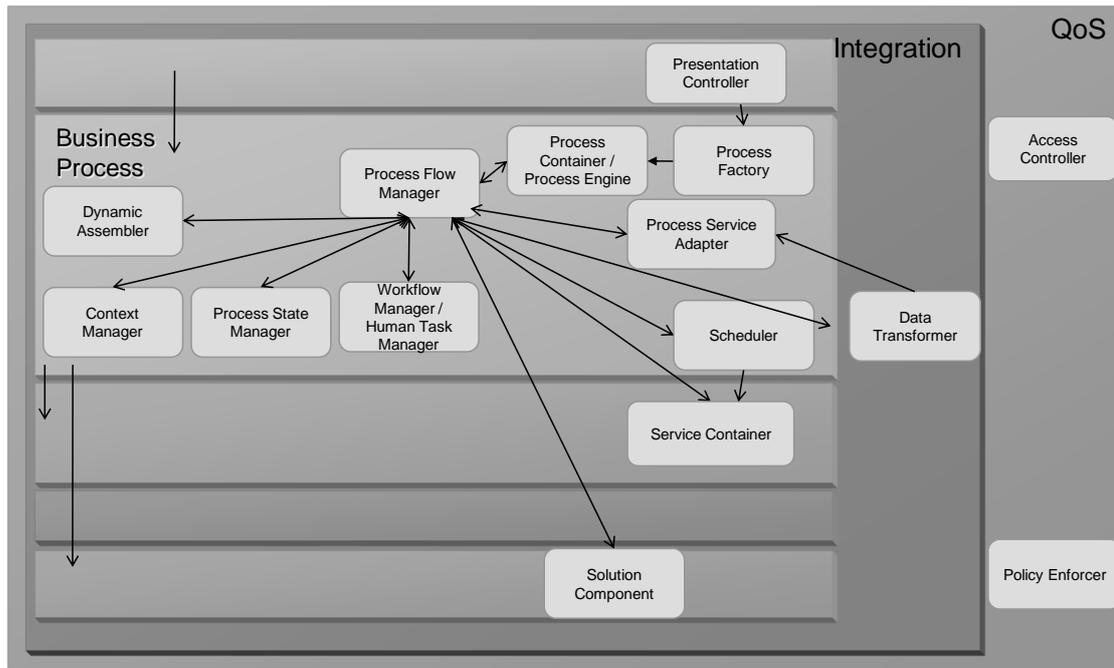 QoS
Integration
Presentation
Controller
Business
Process
Process
Container /
Process Engine
Process
Factory
Access
Controller
Process Flow
Manager
Dynamic
Assembler
Process Service
Adapter
Context
Manager
Process State
Manager
Workflow
Manager /
Human Task
Manager
Scheduler
Data
Transformer
Service Container
Solution
Component
Policy Enforcer